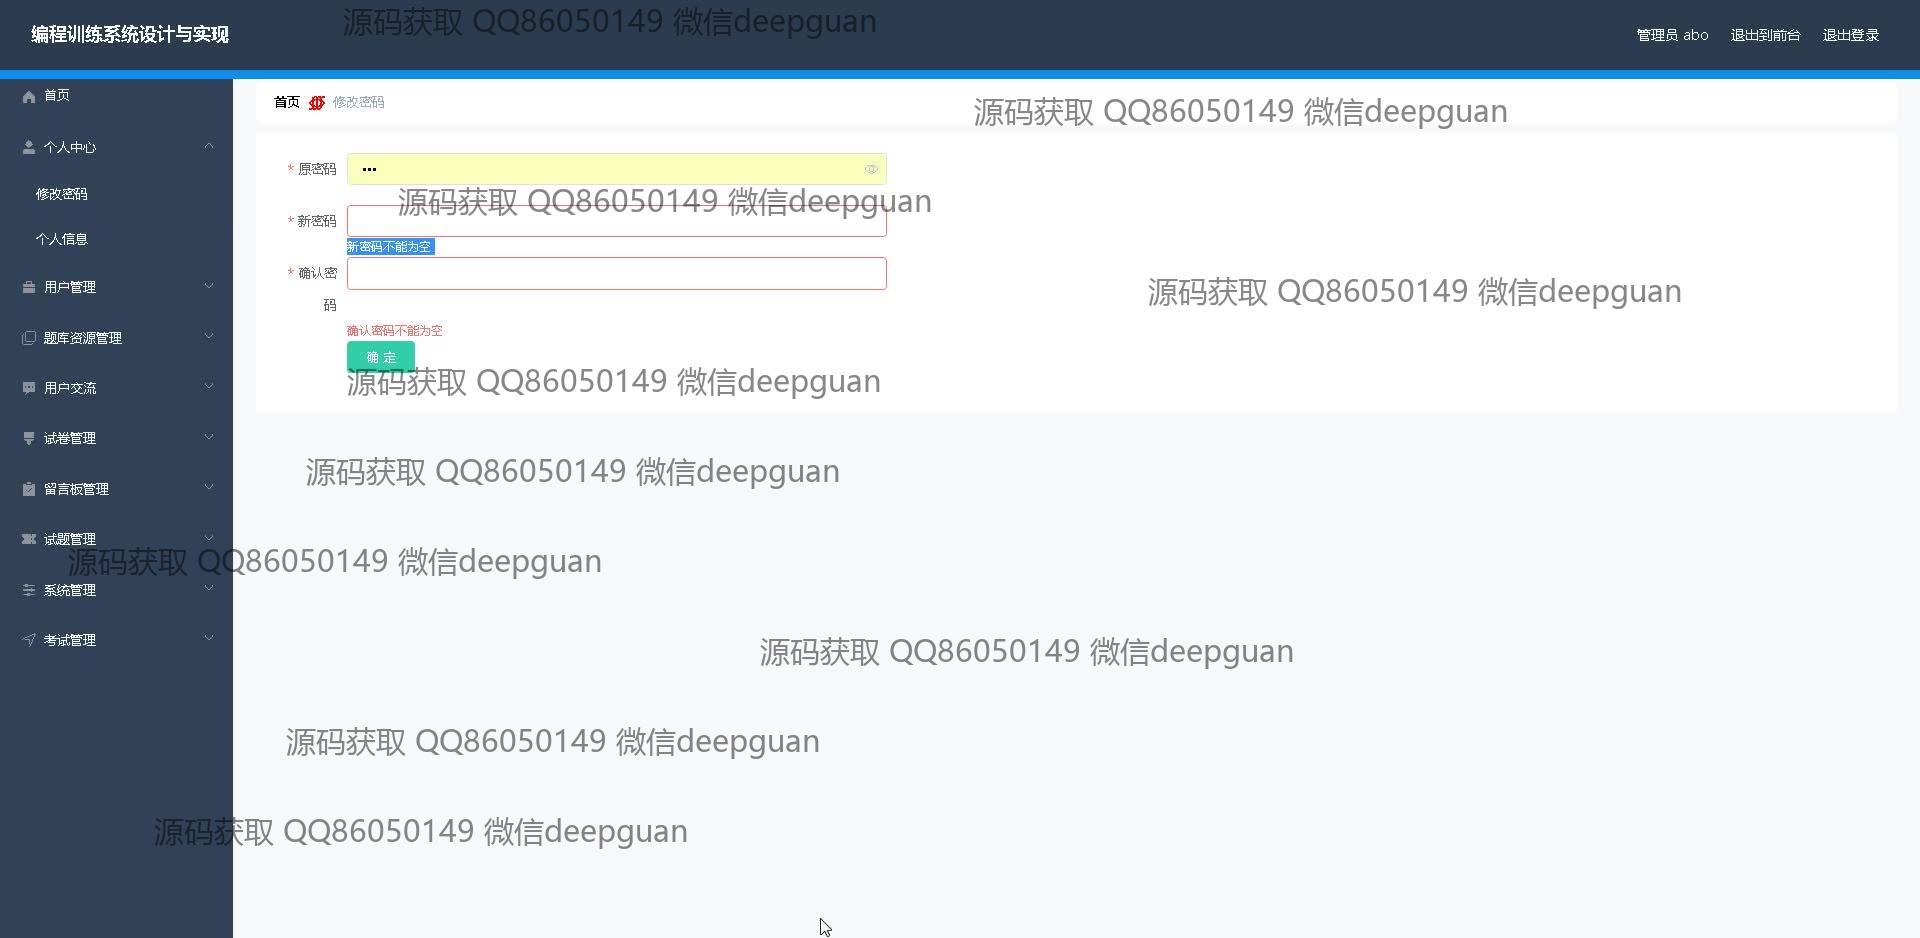 编程训练系统设计与实现
源码获取 QQ86050149 微信deepguan
管理员 abo 退出到前台 退出登录
首页
首页 修改密码
源码获取 QQ86050149 微信deepguan
个人中心
* 原密码 •••
修改密码
源码获取 QQ86050149 微信deepguan
* 新密码
个人信息
新密码不能为空
* 确认密
码
用户管理
源码获取 QQ86050149 微信deepguan
确认密码不能为空
题库资源管理
确 定
源码获取 QQ86050149 微信deepguan
用户交流
试卷管理
源码获取 QQ86050149 微信deepguan
留言板管理
试题管理
源码获取 QQ86050149 微信deepguan
系统管理
考试管理
源码获取 QQ86050149 微信deepguan
源码获取 QQ86050149 微信deepguan
源码获取 QQ86050149 微信deepguan